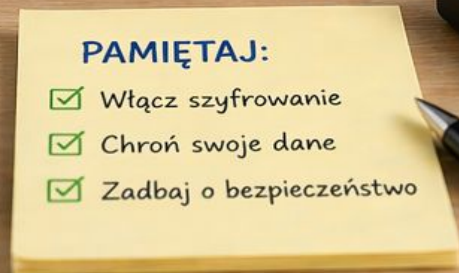 PAMIĘTAJ:
Włącz szyfrowanie
Chroń swoje dane
Zadbaj o bezpieczeństwo